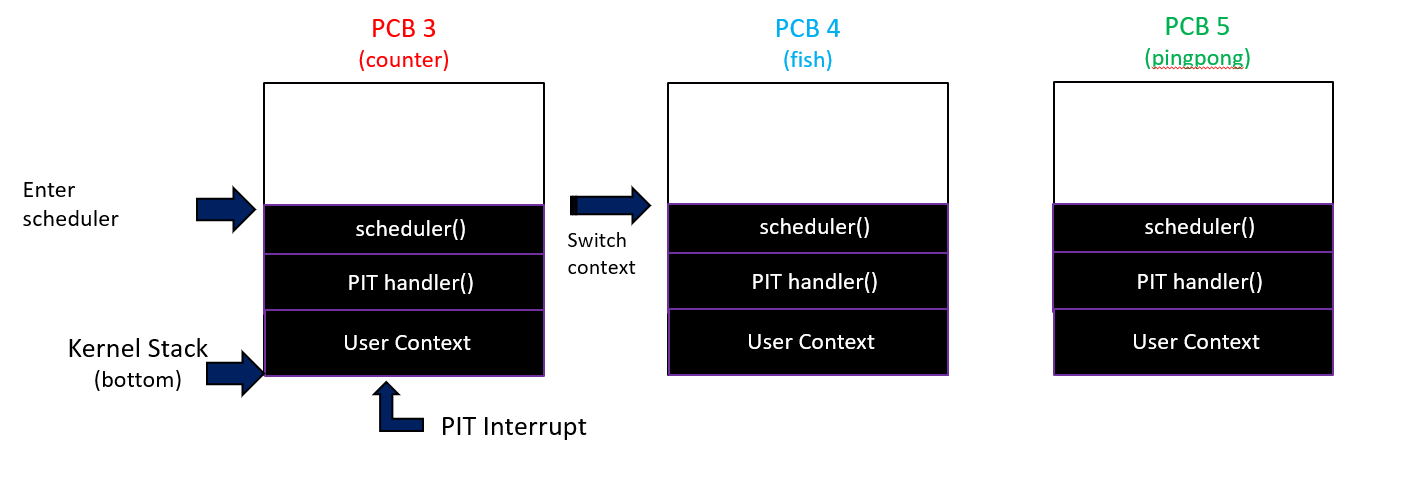 PCB 3
(counter)
PCB 4
(fish)
PCB 5
(pingpong)
Enter
scheduler
scheduler()
PIT handler()
User Context
Switch
context
scheduler()
PIT handler()
User Context
scheduler()
PIT handler()
User Context
Kernel Stack
(bottom)
PIT Interrupt